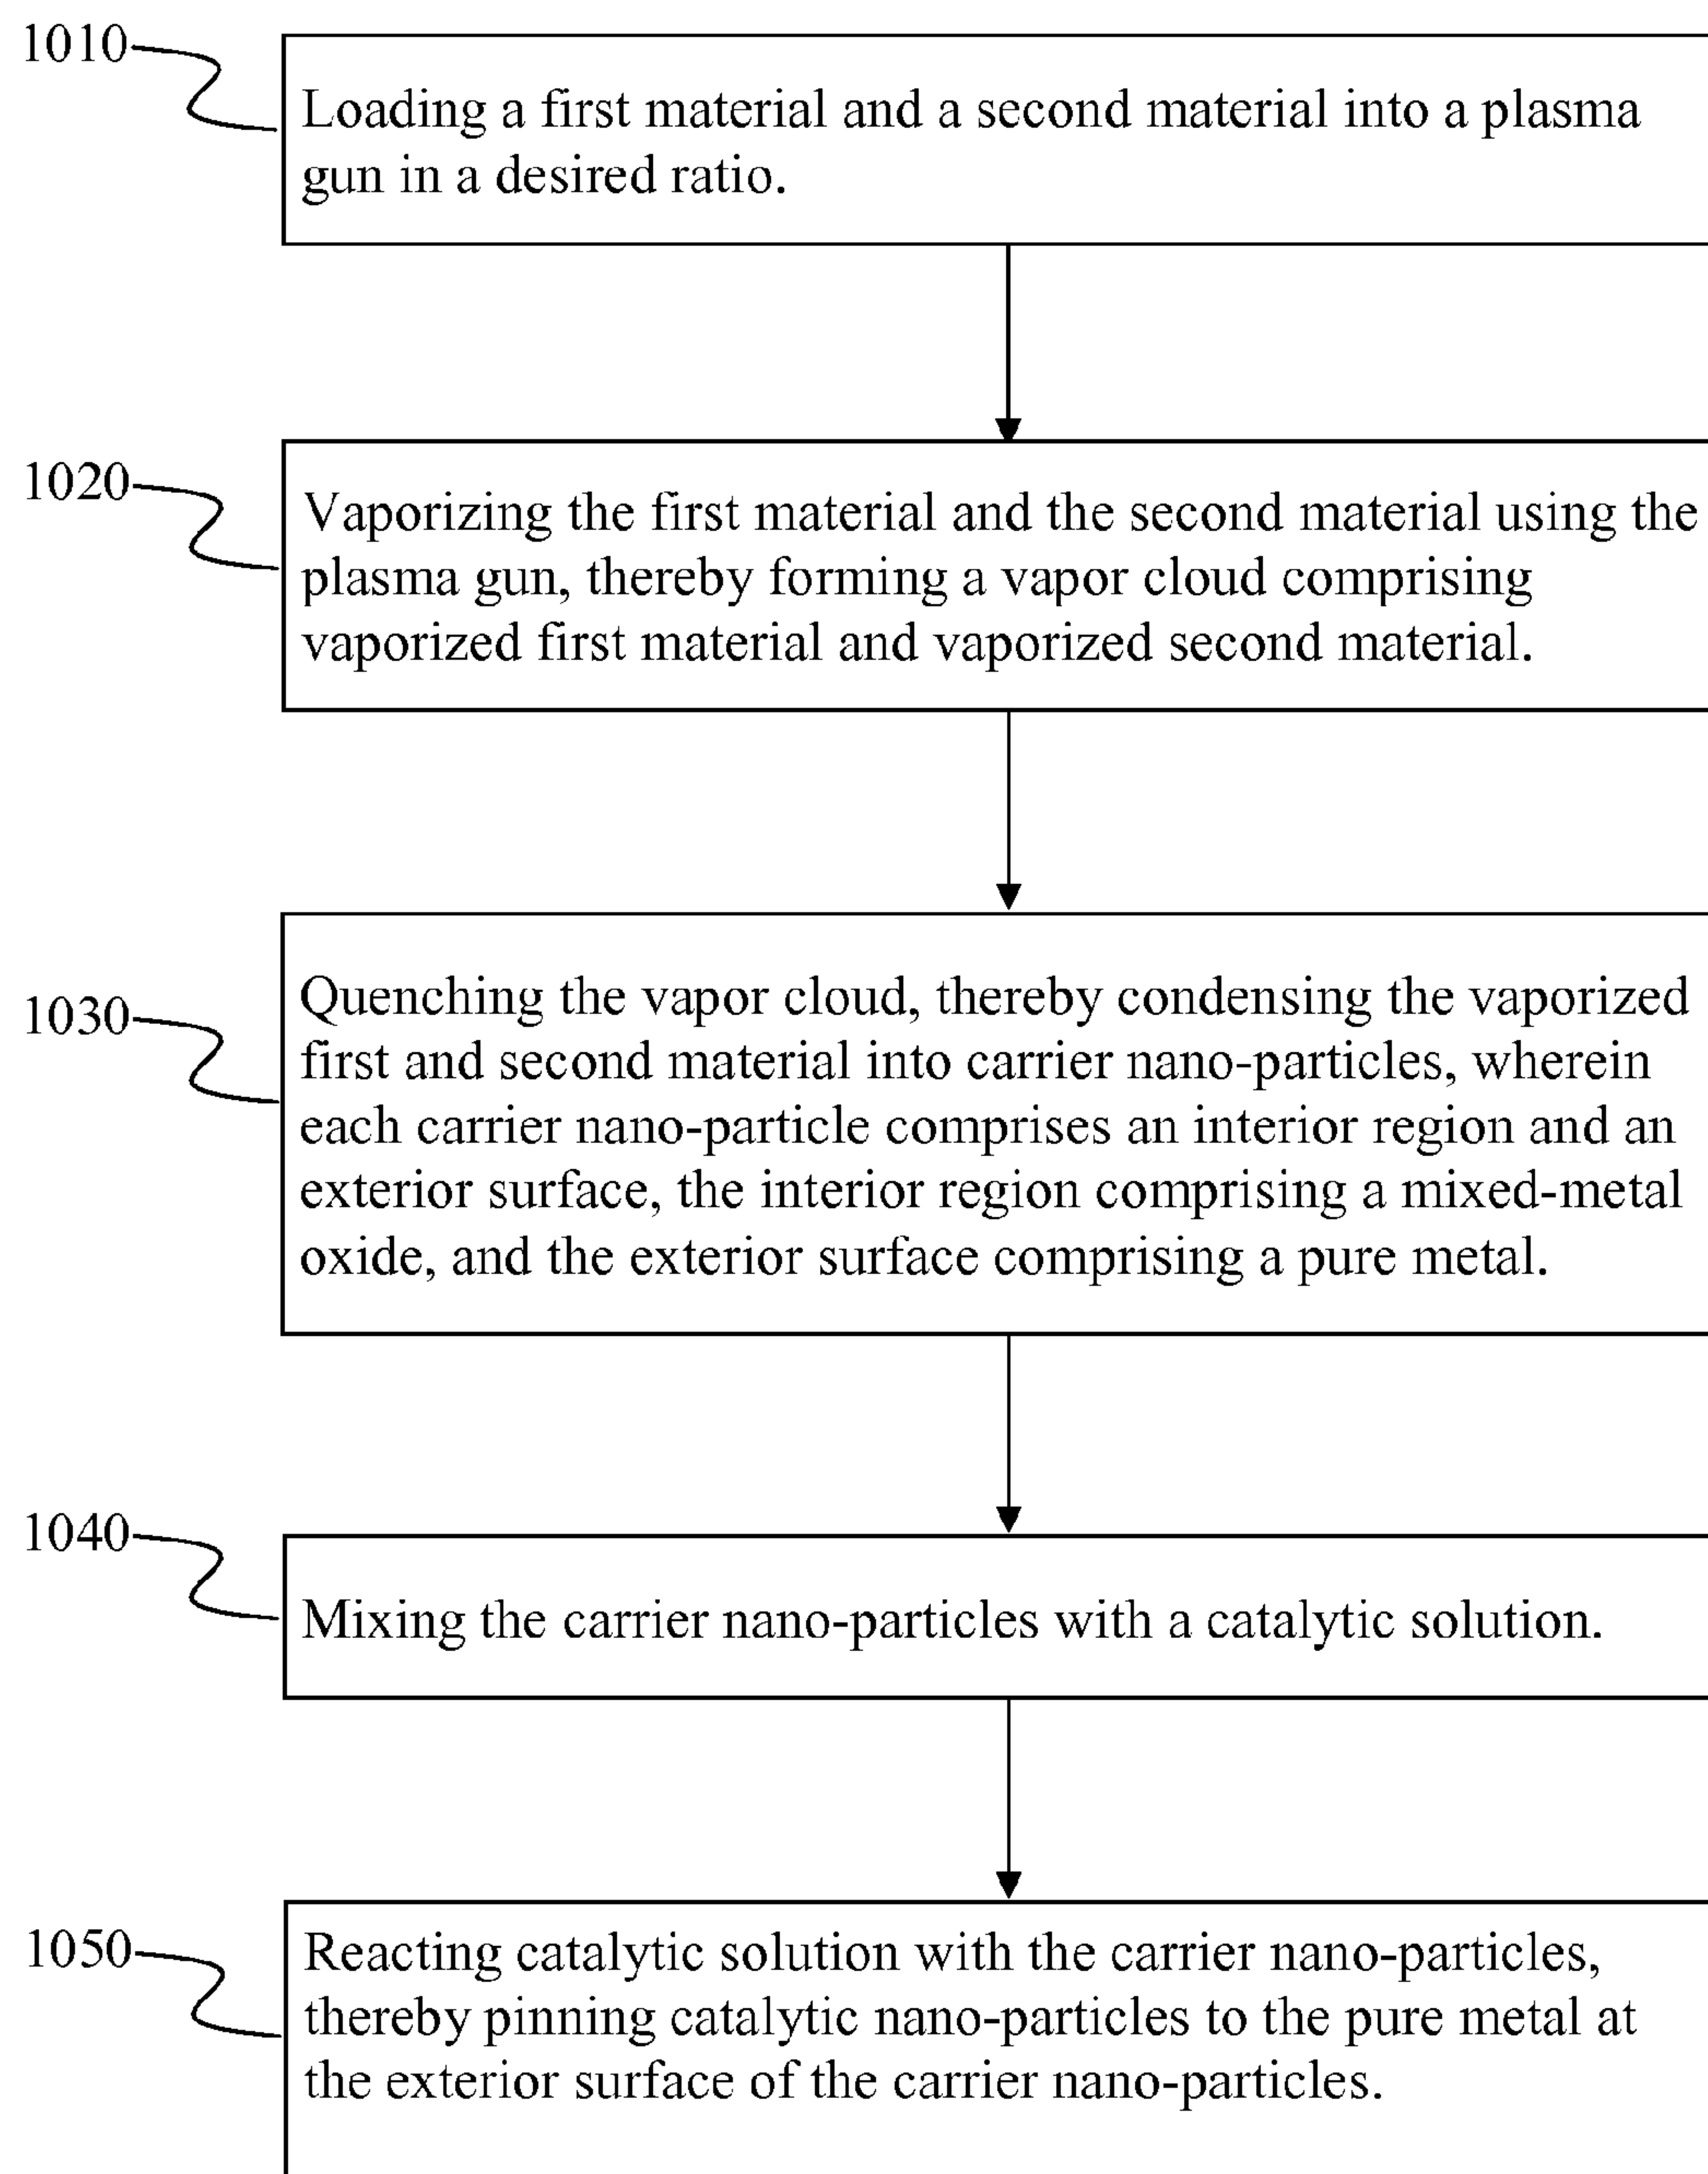 1010
Loading a first material and a second material into a plasma
gun in a desired ratio.
1020
Vaporizing the first material and the second material using the
plasma gun, thereby forming a vapor cloud comprising
vaporized first material and vaporized second material.
1030
Quenching the vapor cloud, thereby condensing the vaporized
first and second material into carrier nano-particles, wherein
each carrier nano-particle comprises an interior region and an
exterior surface, the interior region comprising a mixed-metal
oxide, and the exterior surface comprising a pure metal.
1040
Mixing the carrier nano-particles with a catalytic solution.
1050
Reacting catalytic solution with the carrier nano-particles,
thereby pinning catalytic nano-particles to the pure metal at
the exterior surface of the carrier nano-particles.